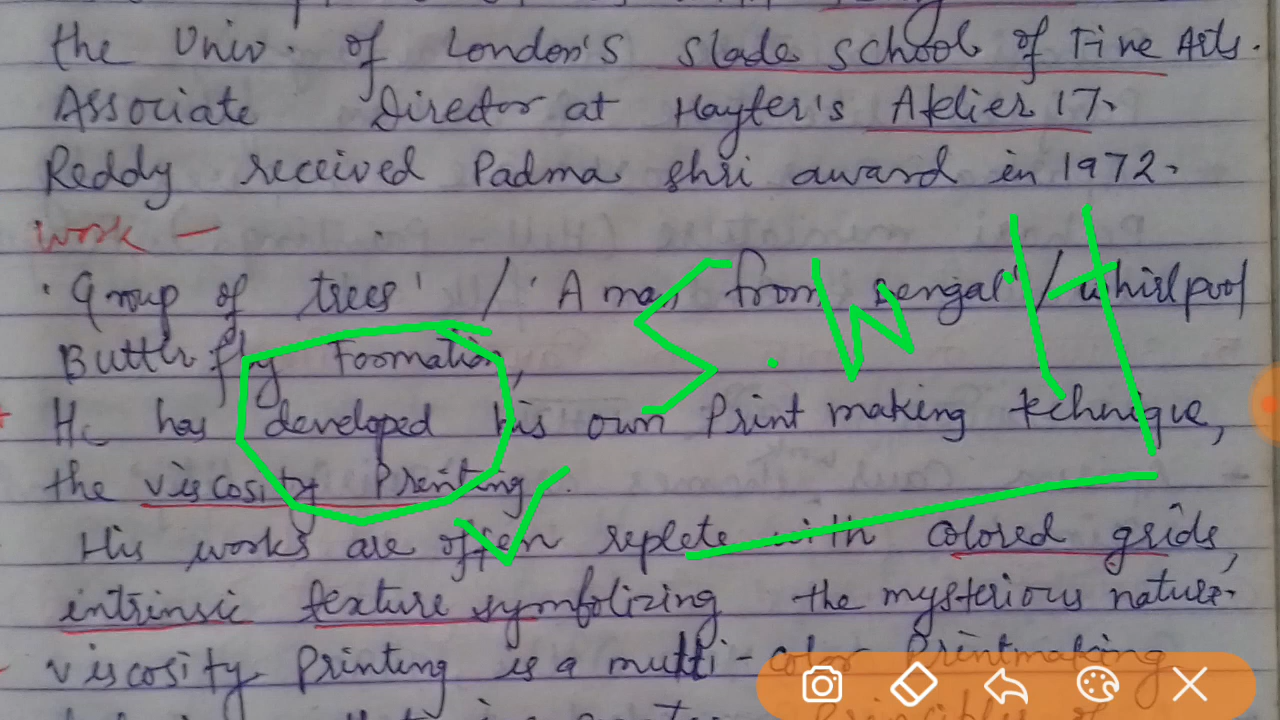 the Univ. of London's Slade School of Fine Arts.
Associate Director at Hayter's Atelier 17.
Reddy received Padma Shri award in 1972.
Work –
'Group of trees' / 'A man from Bengal' / Whirlpool
Butterfly Formation,
He has developed his own Print making technique,
the viscosity Printing.
His works are often replete with colored grids,
intrinsic texture symbolizing the mysterious nature.
viscosity Printing is a multi-color Printmaking
S.WH